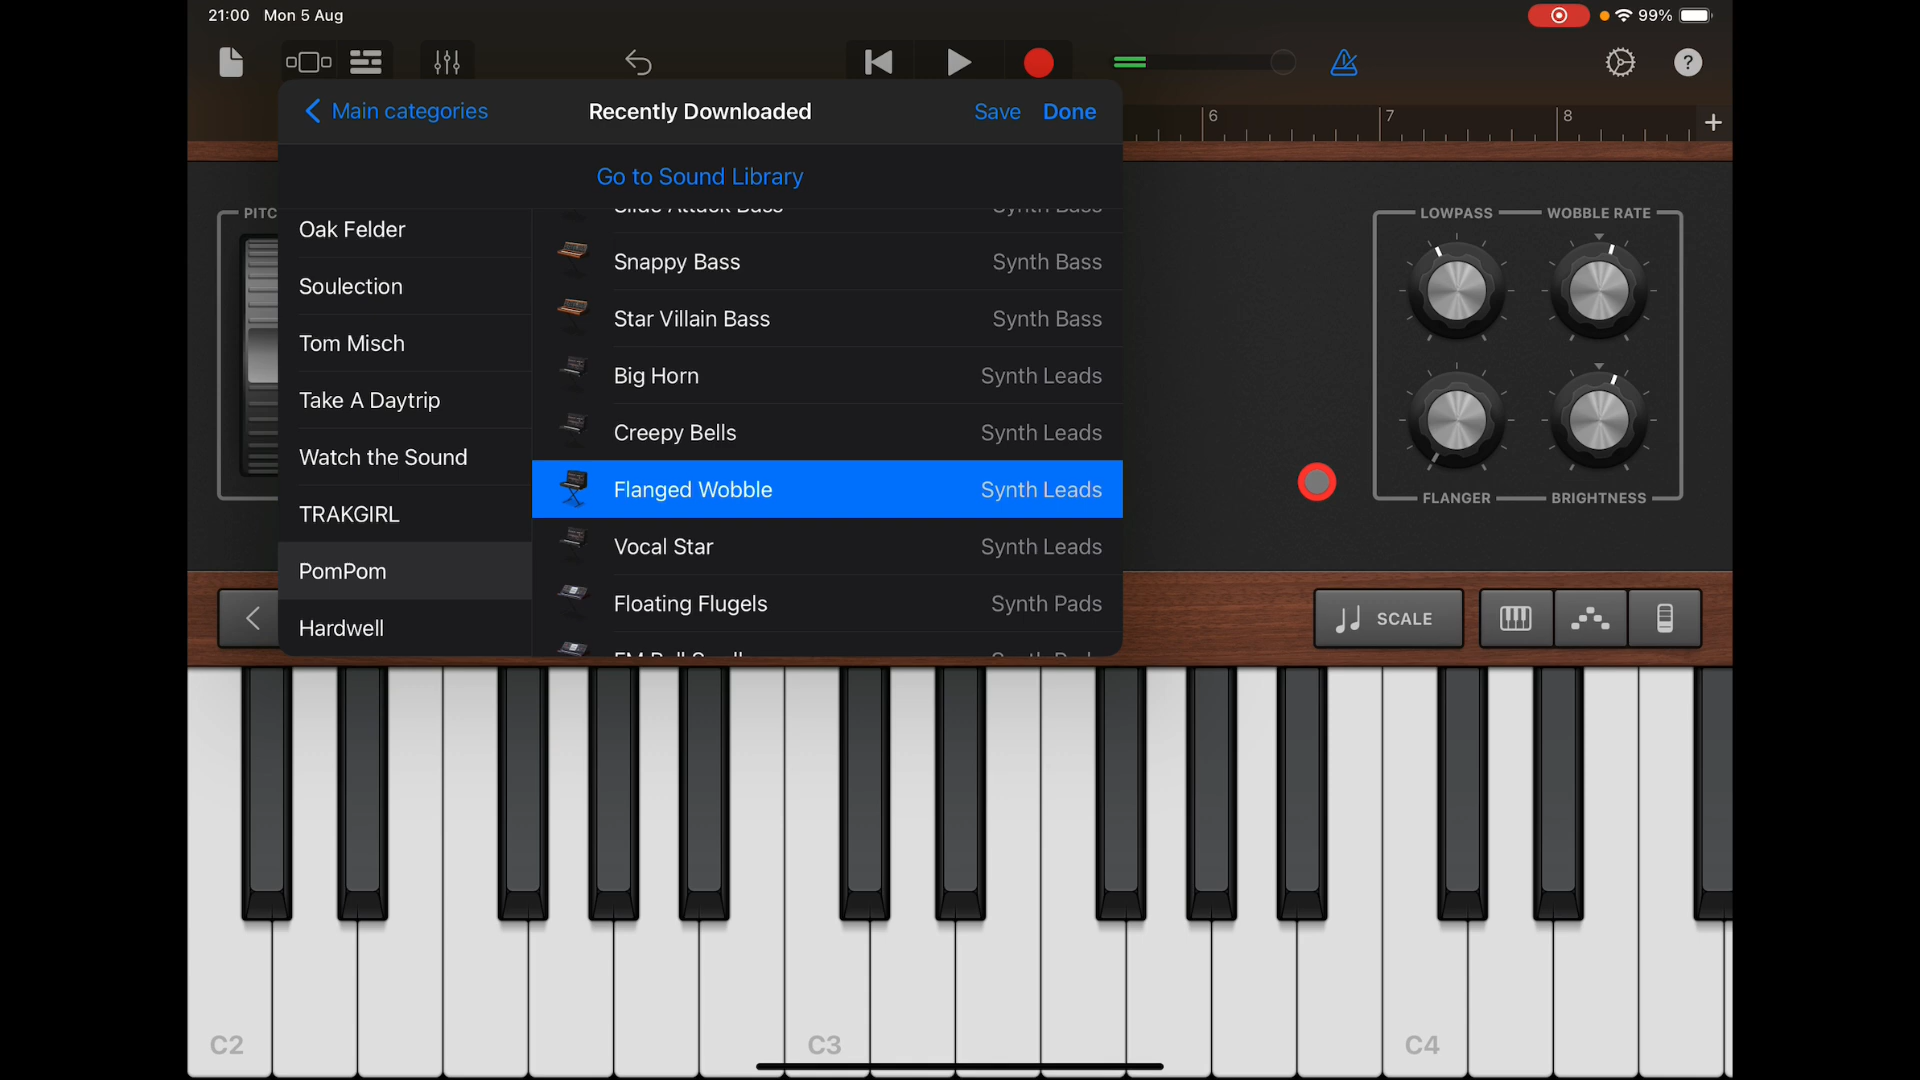 21:00 Mon 5 Aug
99%
Main categories
Recently Downloaded
Save
Done
Go to Sound Library
6
7
8
PITC
LOWPASS
WOBBLE RATE
FLANGER
BRIGHTNESS
Oak Felder
Soulection
Tom Misch
Take A Daytrip
Watch the Sound
TRAKGIRL
PomPom
Hardwell
Snappy Bass Synth Bass
Star Villain Bass Synth Bass
Big Horn Synth Leads
Creepy Bells Synth Leads
Flanged Wobble Synth Leads
Vocal Star Synth Leads
Floating Flugels Synth Pads
SCALE
C2
C3
C4